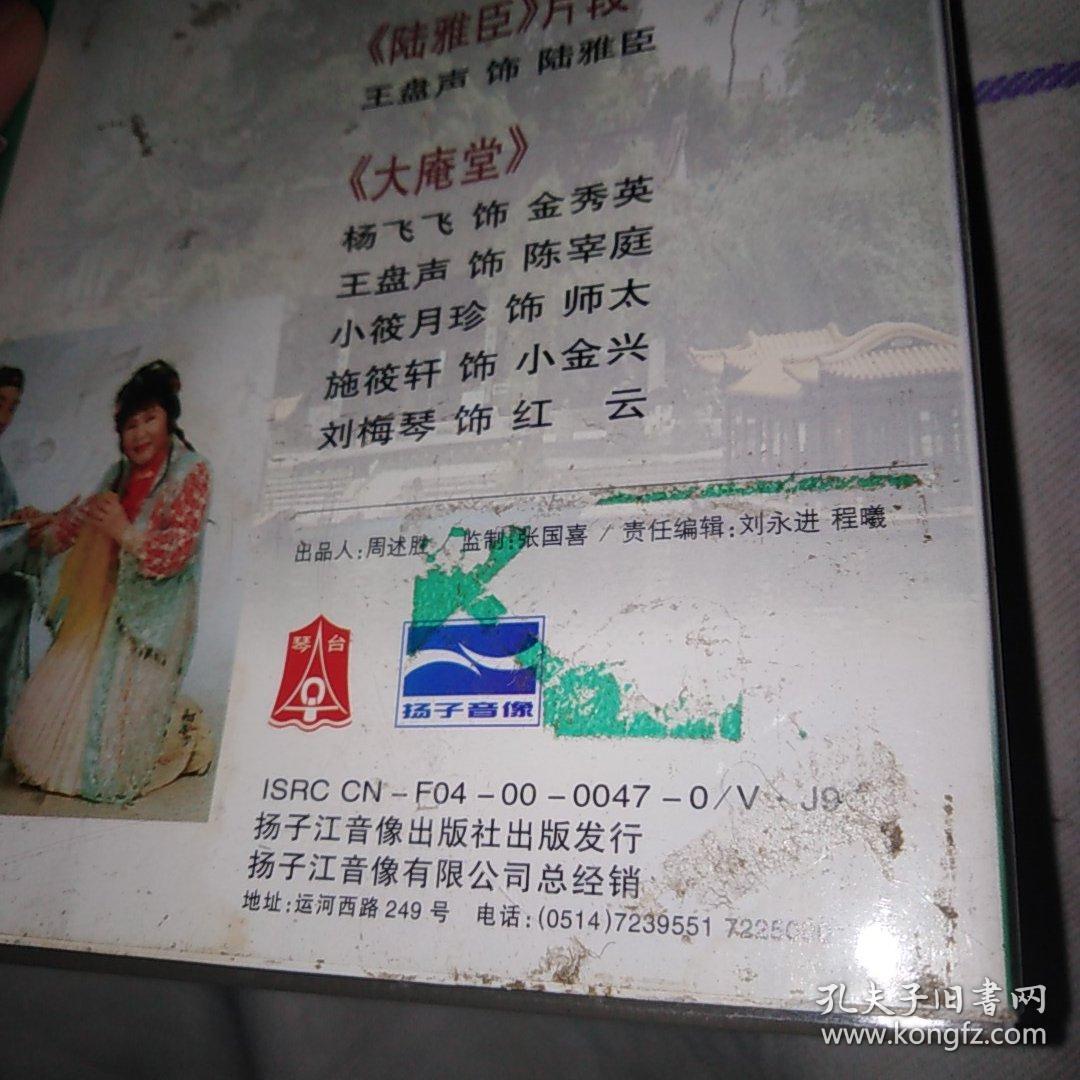 《陆雅臣》片段
王盘声 饰 陆雅臣
《大庵堂》
杨飞飞 饰 金秀英
王盘声 饰 陈宰庭
小筱月珍 饰 师太
施筱轩 饰 小金兴
刘梅琴 饰 红 云
出品人:周述胜 / 监制:张国喜 / 责任编辑:刘永进 程曦
琴台
扬子音像
ISRC CN－F04－00－0047－0/V·J9
扬子江音像出版社出版发行
扬子江音像有限公司总经销
地址:运河西路249号 电话:(0514)7239551
孔夫子旧书网
www.kongfz.com